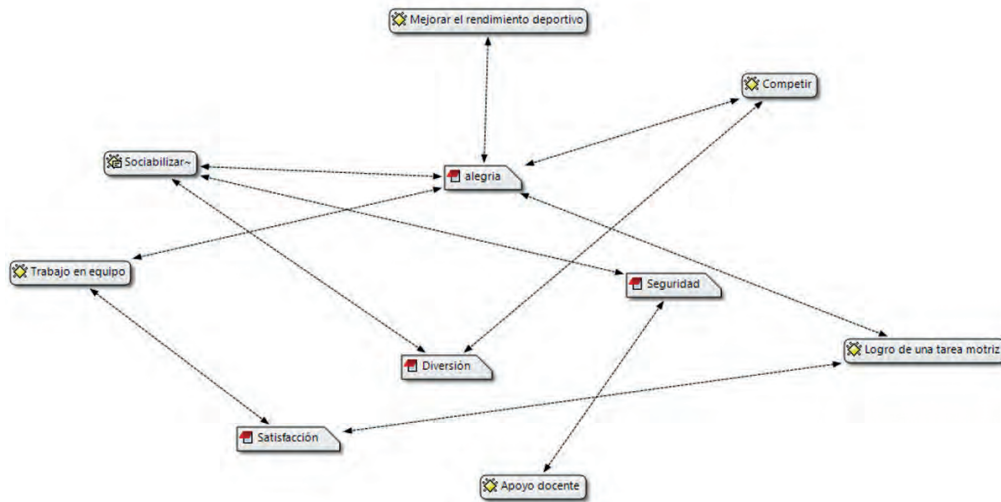 Mejorar el rendimiento deportivo
Competir
Sociabilizar~
alegria
Trabajo en equipo
Seguridad
Logro de una tarea motriz
Diversión
Satisfacción
Apoyo docente